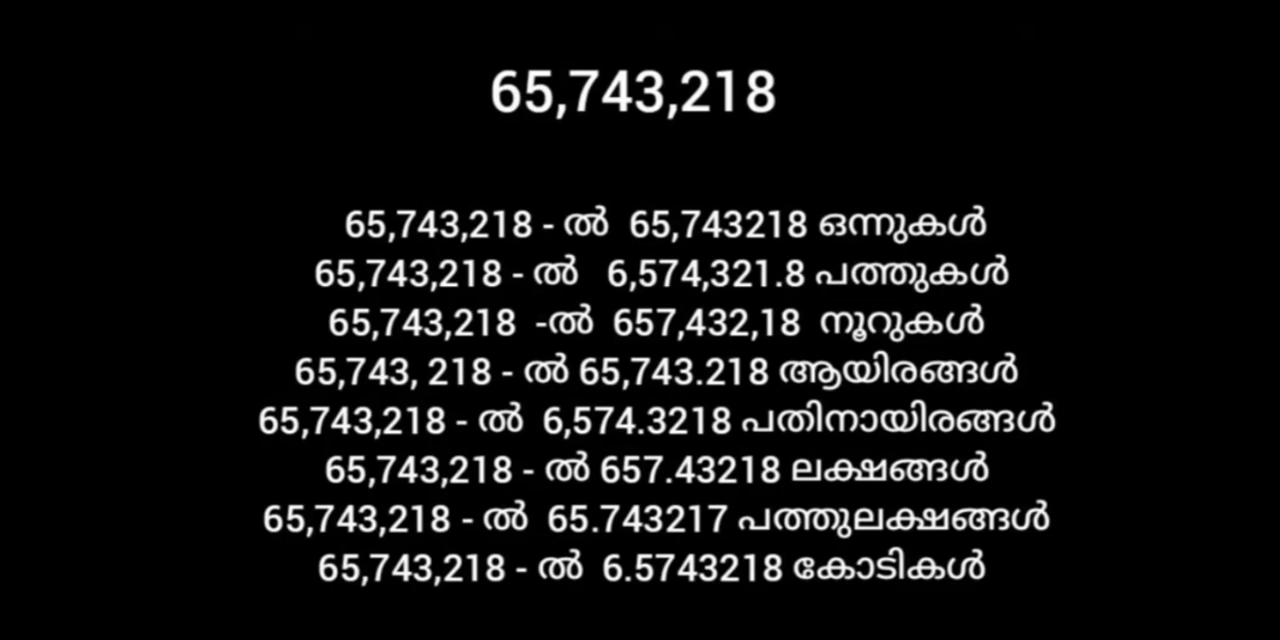 65,743,218
65,743,218 - ൽ 65,743218 ഒന്നുകൾ
65,743,218 - ൽ 6,574,321.8 പത്തുകൾ
65,743,218 -ൽ 657,432,18 നൂറുകൾ
65,743, 218 - ൽ 65,743.218 ആയിരങ്ങൾ
65,743,218 - ൽ 6,574.3218 പതിനായിരങ്ങൾ
65,743,218 - ൽ 657.43218 ലക്ഷങ്ങൾ
65,743,218 - ൽ 65.743217 പത്തുലക്ഷങ്ങൾ
65,743,218 - ൽ 6.5743218 കോടികൾ